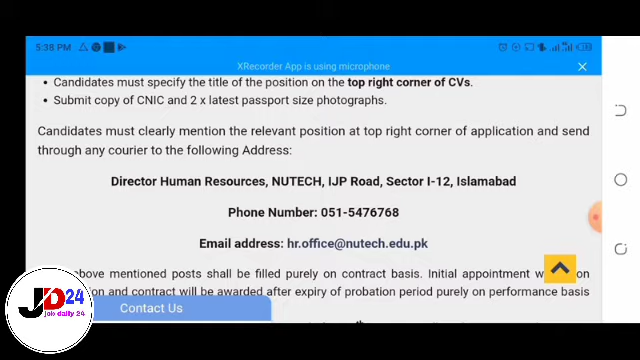 5:38 PM
XRecorder App is using microphone
• Candidates must specify the title of the position on the top right corner of CVs.
• Submit copy of CNIC and 2 x latest passport size photographs.
Candidates must clearly mention the relevant position at top right corner of application and send
through any courier to the following Address:
Director Human Resources, NUTECH, IJP Road, Sector I-12, Islamabad
Phone Number: 051-5476768
Email address: hr.office@nutech.edu.pk
above mentioned posts shall be filled purely on contract basis. Initial appointment w on
and contract will be awarded after expiry of probation period purely on performance basis
JD24
job daily 24
Contact Us
th